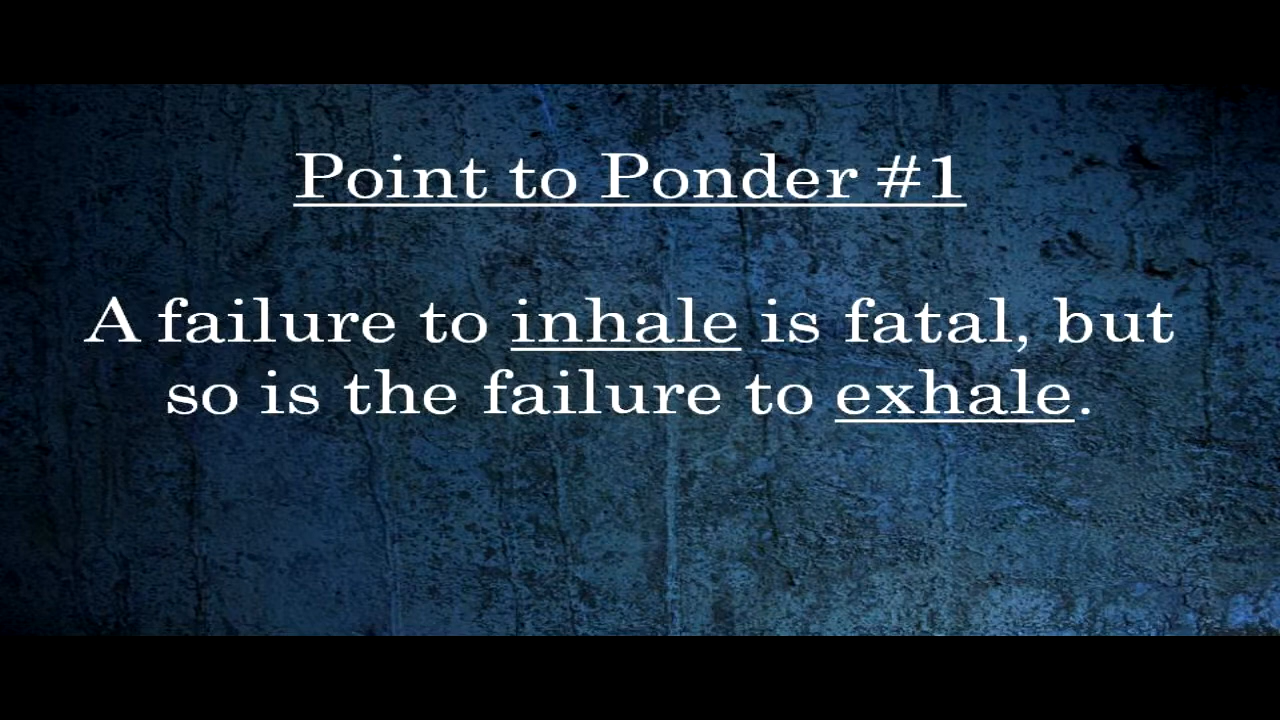 Point to Ponder #1
A failure to inhale is fatal, but
so is the failure to exhale.